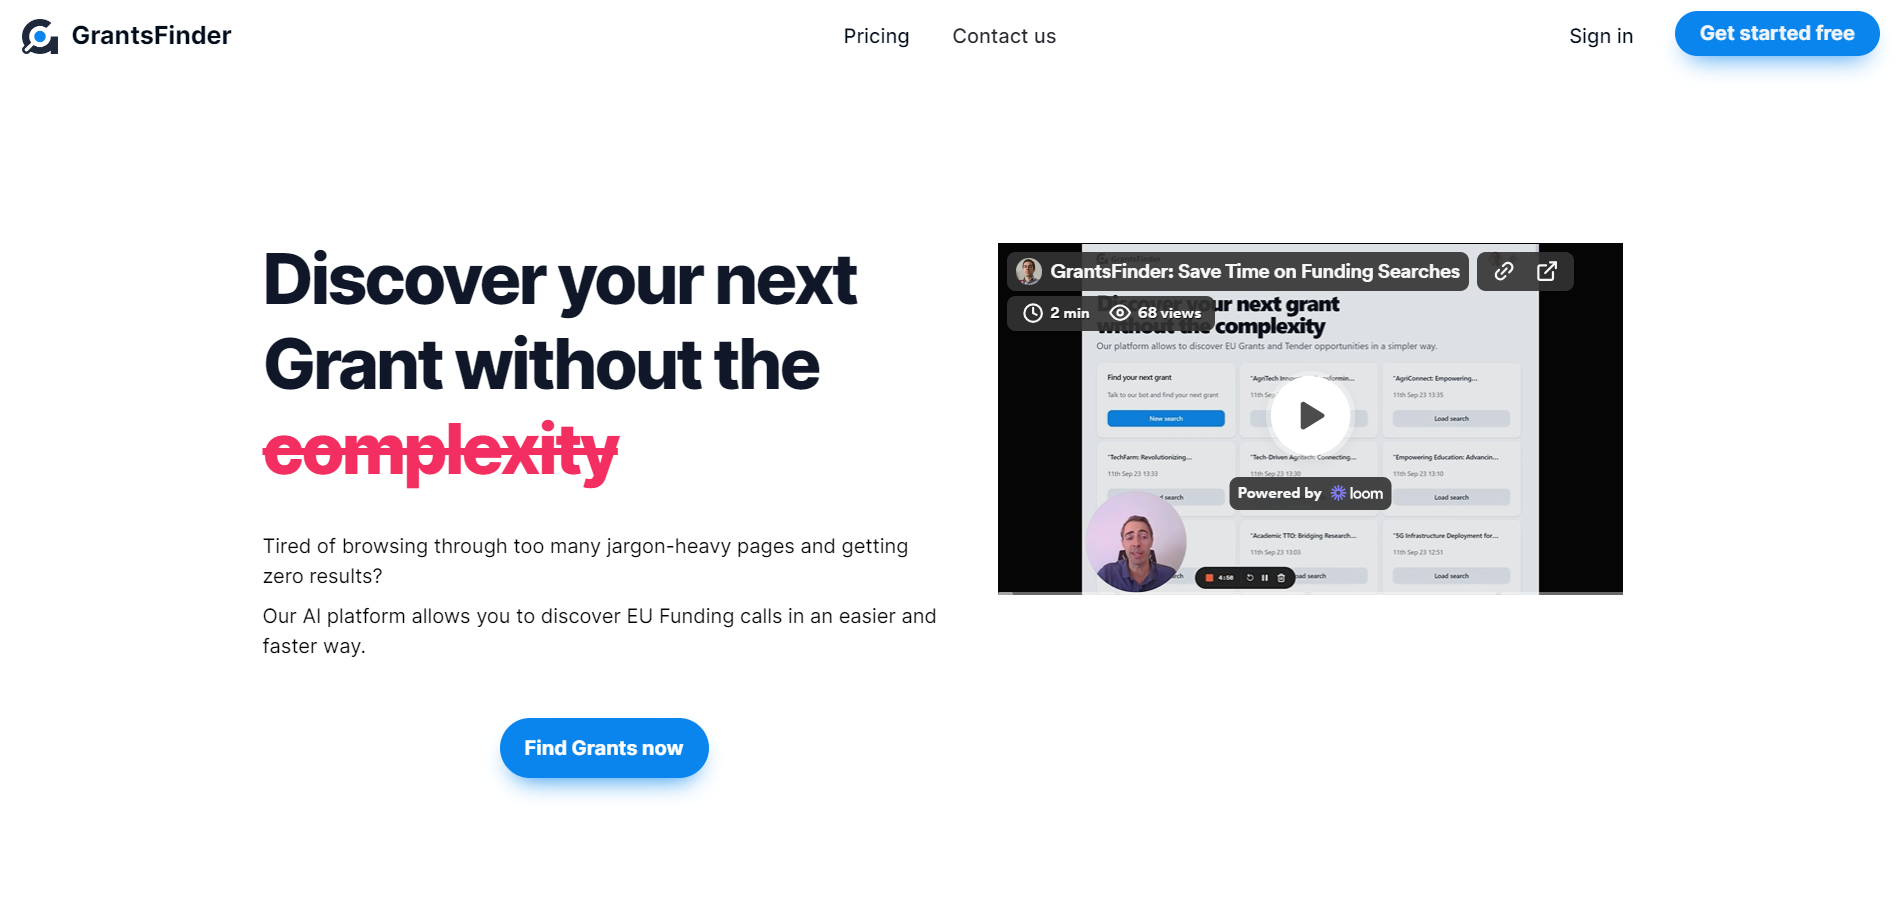 GrantsFinder
Pricing
Contact us
Sign in
Get started free
Discover your next
Grant without the
complexity
Tired of browsing through too many jargon-heavy pages and getting
zero results?
Our AI platform allows you to discover EU Funding calls in an easier and
faster way.
Find Grants now
GrantsFinder: Save Time on Funding Searches
2 min
68 views
Discover your next grant
without the complexity
Our platform allows to discover EU Grants and Tender opportunities in a simpler way.
Find your next grant
Talk to our bot and find your next grant
New search
"AgriTech
11th Sep
"AgriConnect: Empowering...
11th Sep 23 13:35
Load search
"TechFarm: Revolutionizing...
11th Sep 23 13:33
search
"Tech-Driven Agritech: Connecting...
11th Sep 23 13:30
"Empowering Education: Advancin...
11th Sep 23 13:10
Load search
Powered by loom
"Academic TTO: Bridging Research...
11th Sep 23 13:03
search
"5G Infrastructure Deployment for...
11th Sep 23 12:51
Load search
4:58